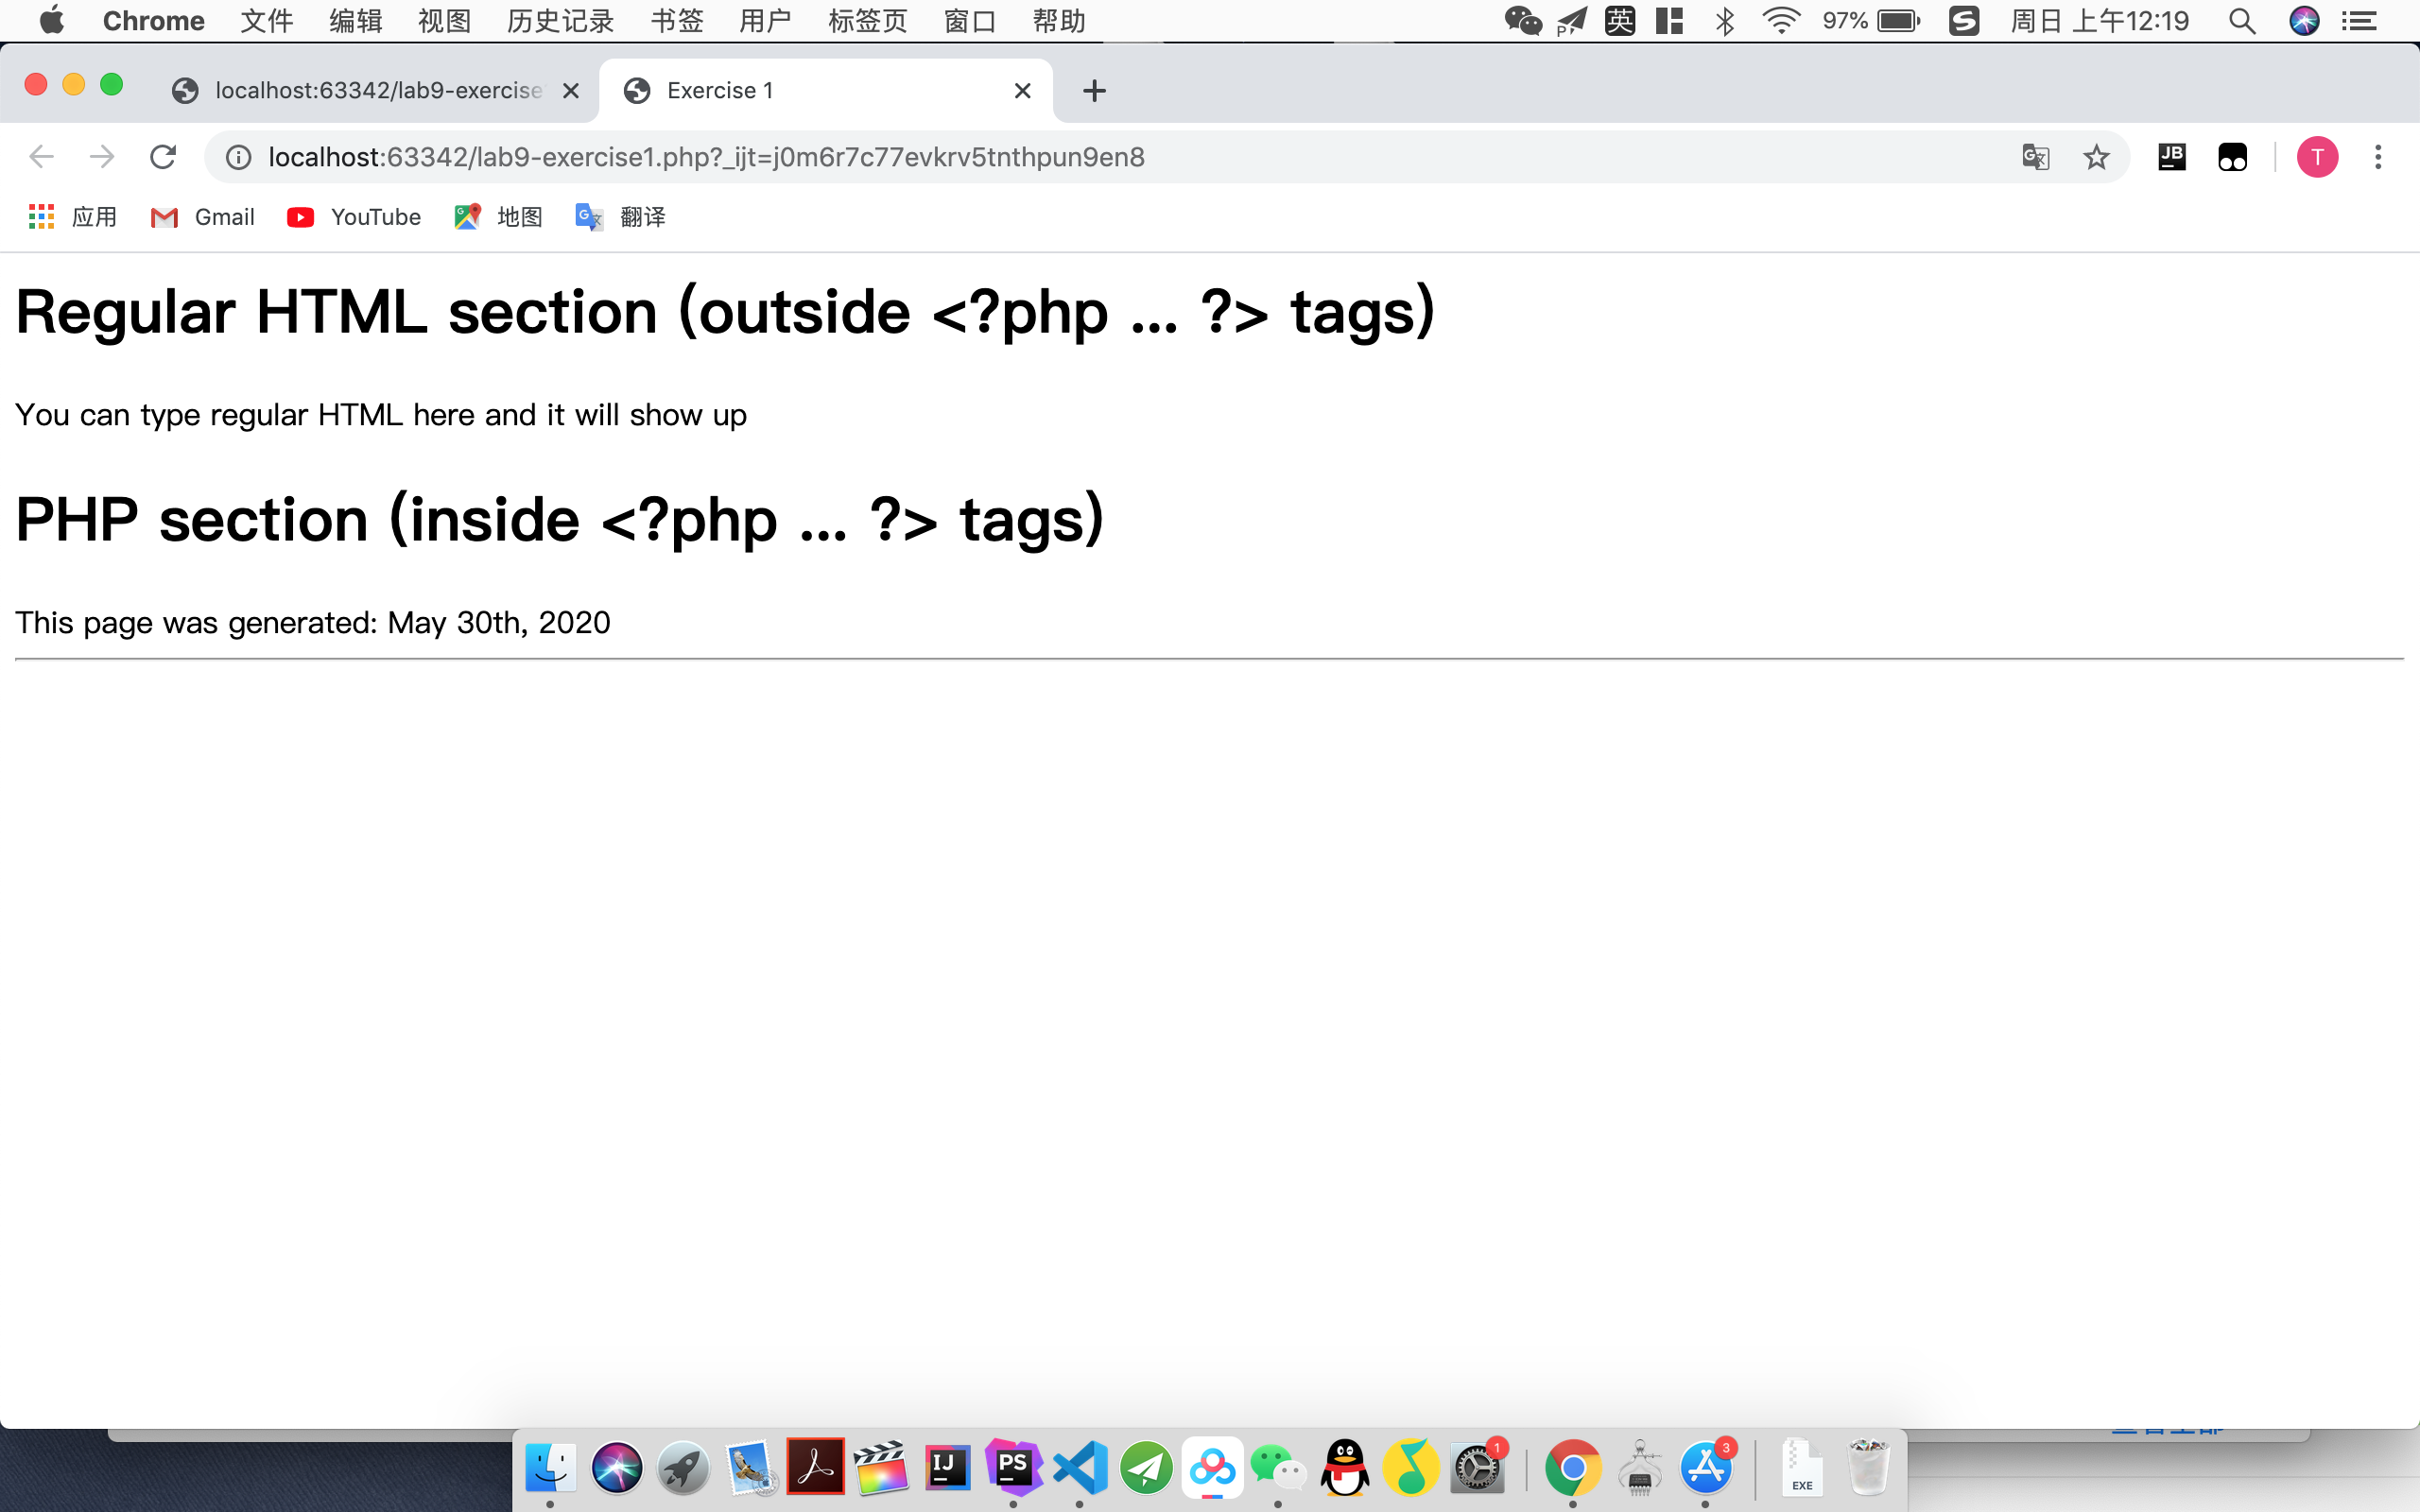 Chrome 文件 编辑 视图 历史记录 书签 用户 标签页 窗口 帮助 英 97% 周日 上午12:19
localhost:63342/lab9-exercise Exercise 1
localhost:63342/lab9-exercise1.php?_ijt=j0m6r7c77evkrv5tnthpun9en8 JB T
应用 Gmail YouTube 地图 翻译
Regular HTML section (outside <?php ... ?> tags)
You can type regular HTML here and it will show up
PHP section (inside <?php ... ?> tags)
This page was generated: May 30th, 2020
IJ PS 1 3 EXE